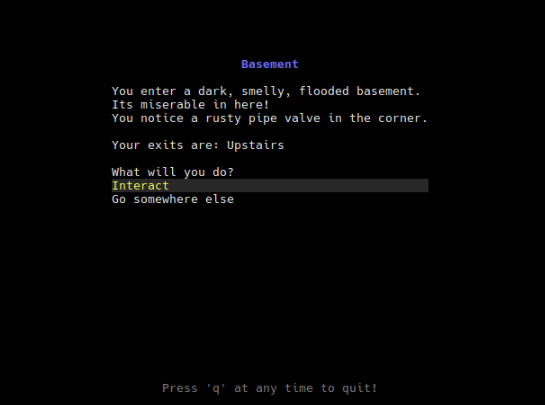 Basement
You enter a dark, smelly, flooded basement.
Its miserable in here!
You notice a rusty pipe valve in the corner.
Your exits are: Upstairs
What will you do?
Interact
Go somewhere else
Press 'q' at any time to quit!